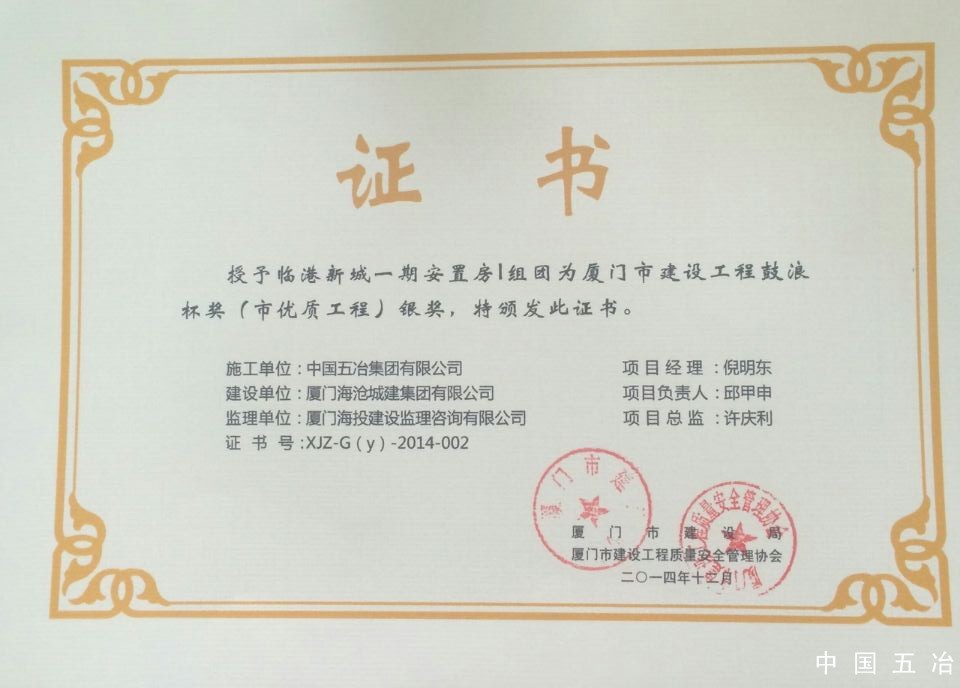 证 书
授予临港新城一期安置房I组团为厦门市建设工程鼓浪
杯奖（市优质工程）银奖，特颁发此证书。
施工单位：中国五冶集团有限公司 项目经理：倪明东
建设单位：厦门海沧城建集团有限公司 项目负责人：邱甲申
监理单位：厦门海投建设监理咨询有限公司 项目总监：许庆利
证书号：XJZ-G（y）-2014-002
厦门市建
厦门市建设局
厦门市建设工程质量安全管理协会
二〇一四年十二月
中国五冶